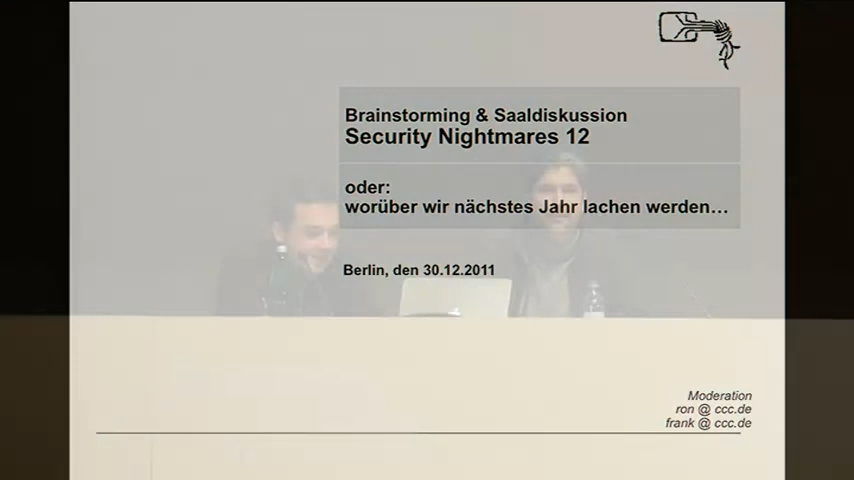 Brainstorming & Saaldiskussion
Security Nightmares 12
oder:
worüber wir nächstes Jahr lachen werden…
Berlin, den 30.12.2011
Moderation
ron @ ccc.de
frank @ ccc.de